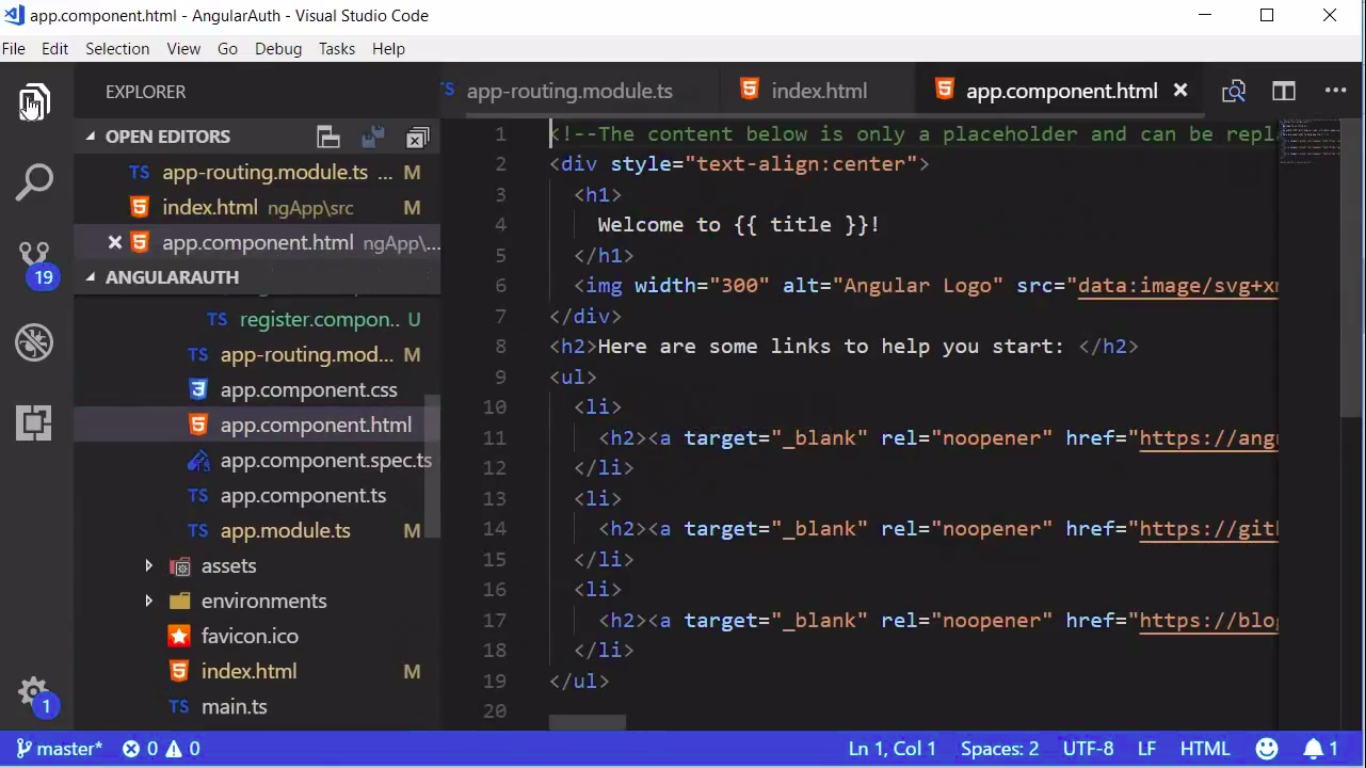 app.component.html - AngularAuth - Visual Studio Code
File Edit Selection View Go Debug Tasks Help
EXPLORER
OPEN EDITORS
TS app-routing.module.ts ... M
index.html ngApp\src M
app.component.html ngApp\...
ANGULARAUTH
TS register.compon.. U
TS app-routing.mod... M
app.component.css
app.component.html
app.component.spec.ts
TS app.component.ts
TS app.module.ts M
assets
environments
favicon.ico
index.html M
TS main.ts
19
1
TS app-routing.module.ts index.html app.component.html
1 <!--The content below is only a placeholder and can be repl
2 <div style="text-align:center">
3 <h1>
4 Welcome to {{ title }}!
5 </h1>
6 <img width="300" alt="Angular Logo" src="data:image/svg+x
7 </div>
8 <h2>Here are some links to help you start: </h2>
9 <ul>
10 <li>
11 <h2><a target="_blank" rel="noopener" href="https://ang
12 </li>
13 <li>
14 <h2><a target="_blank" rel="noopener" href="https://git
15 </li>
16 <li>
17 <h2><a target="_blank" rel="noopener" href="https://blo
18 </li>
19 </ul>
20
master* 0 0 Ln 1, Col 1 Spaces: 2 UTF-8 LF HTML 1